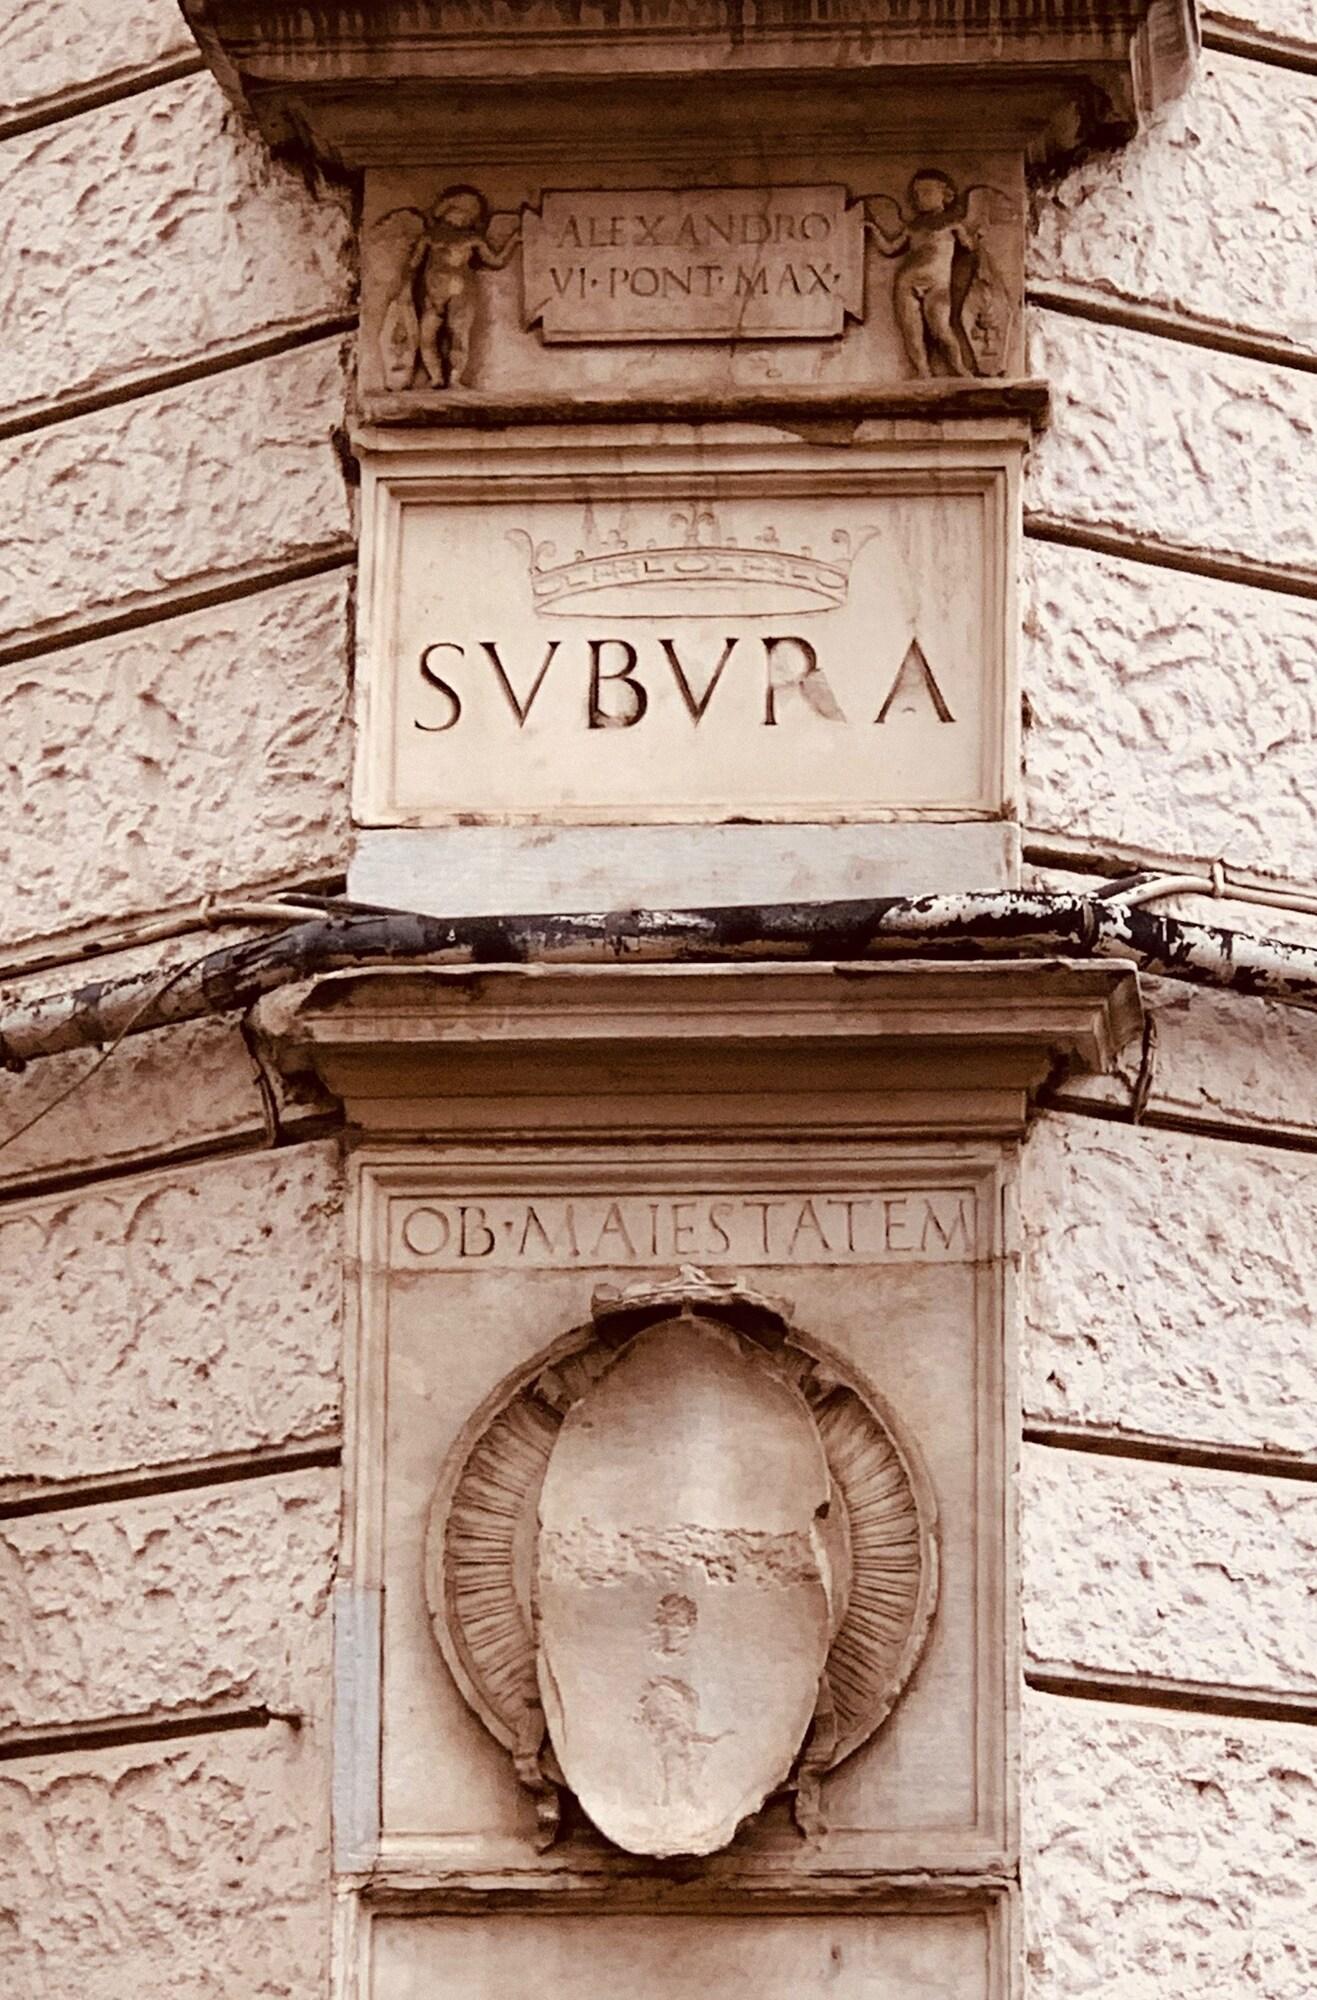 ALEXANDRO
VI·PONT·MAX·
SVBVRA
OB·MAIESTATEM